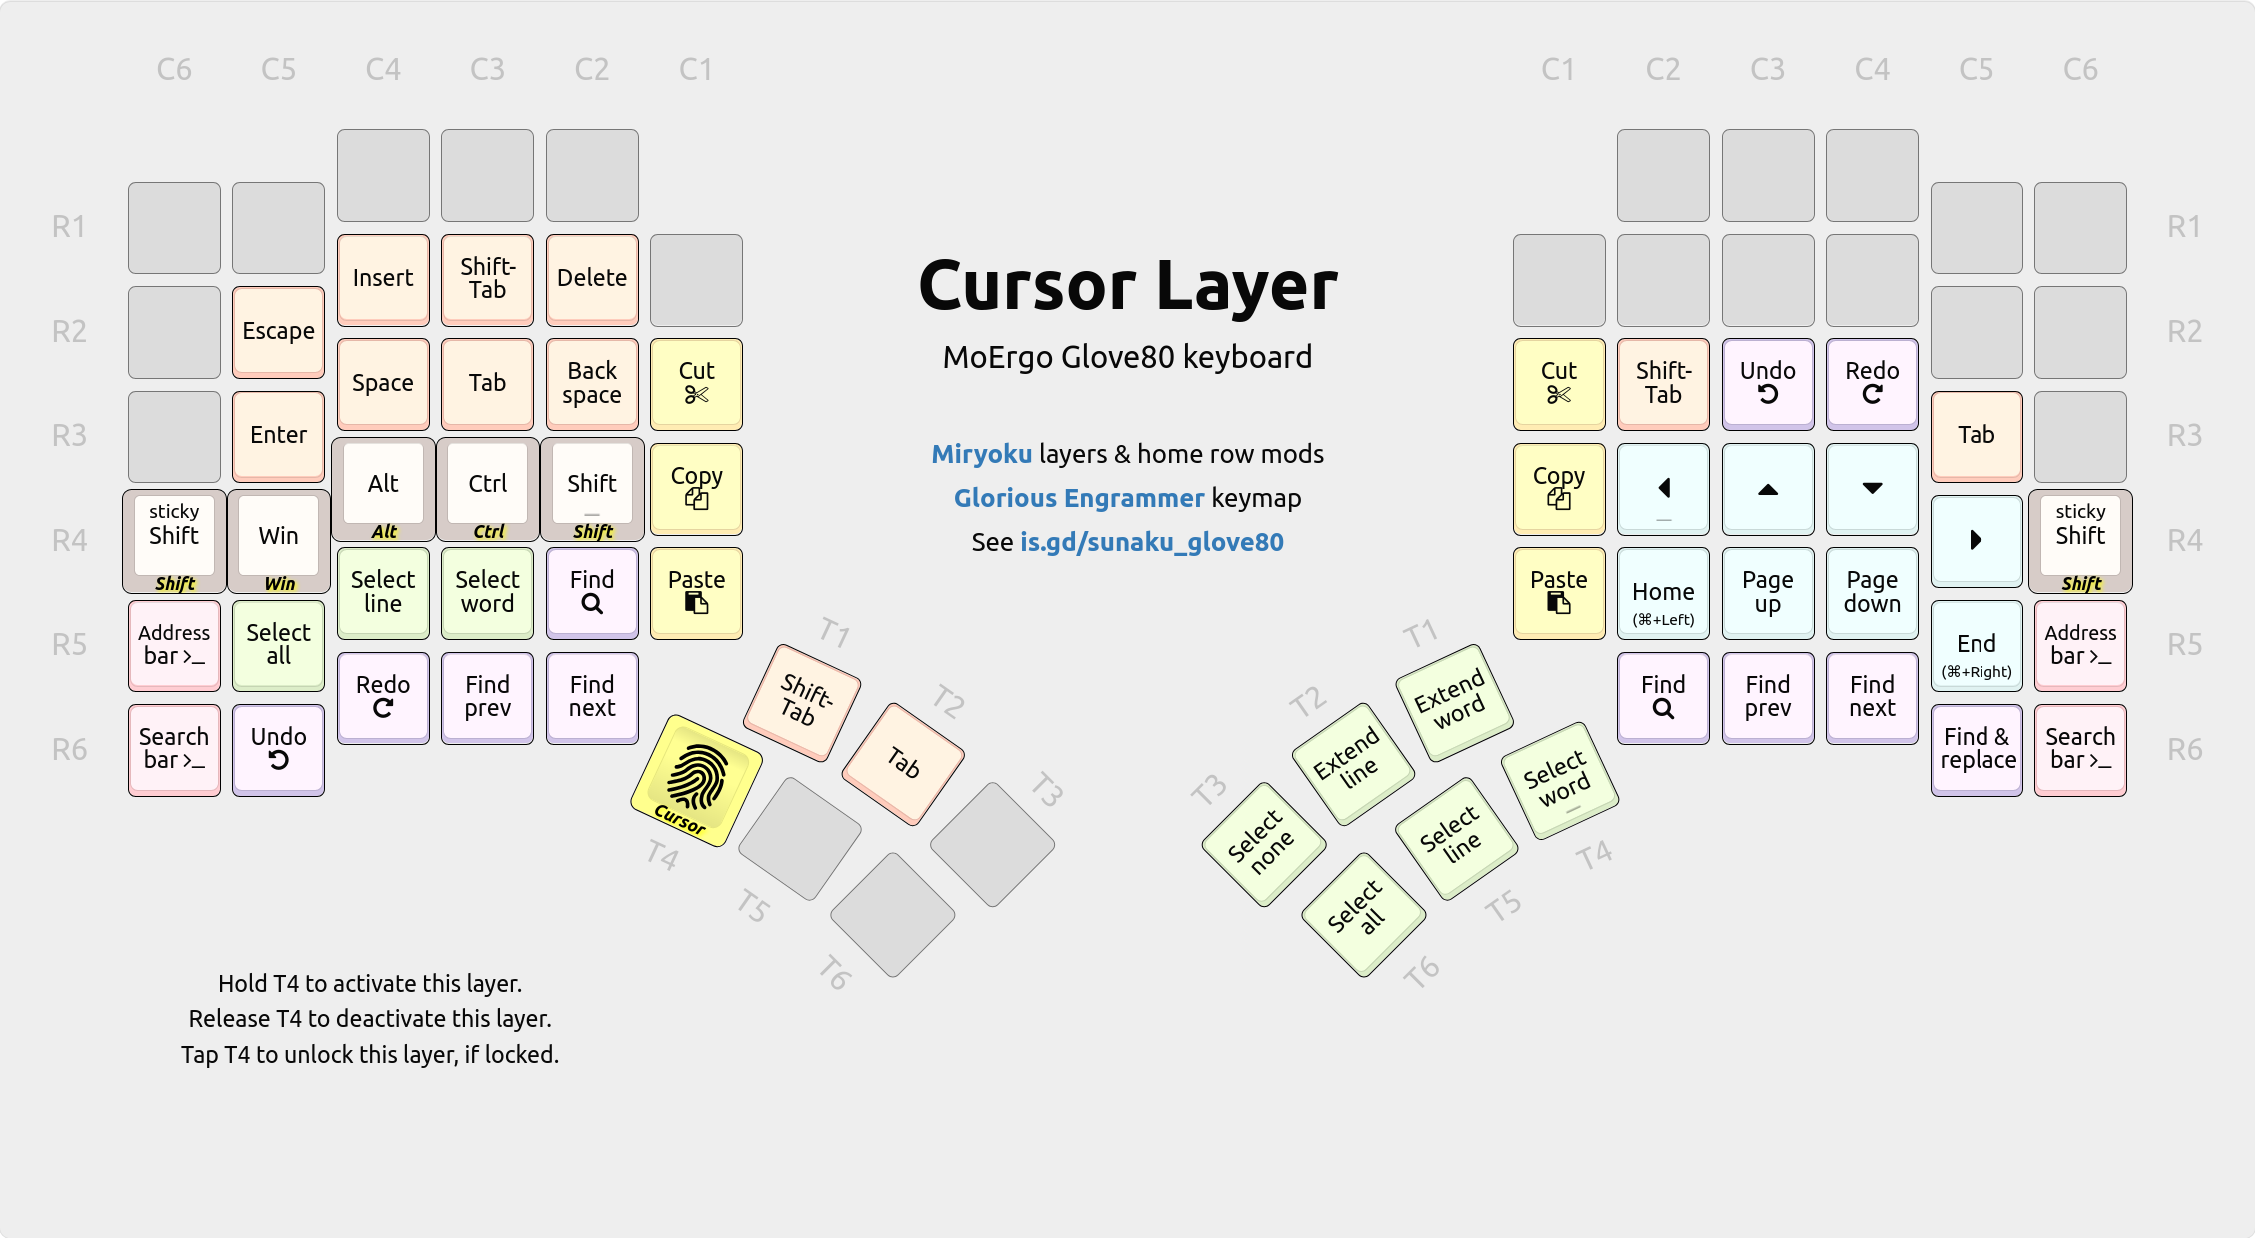 C6 C5 C4 C3 C2 C1
C1 C2 C3 C4 C5 C6
R1
R1
R2
Escape
Insert
Shift-
Tab
Delete
R2
R3
Enter
Space
Tab
Back
space
Cut
R4
sticky
Shift
Shift
Win
Win
Alt
Alt
Ctrl
Ctrl
Shift
_
Shift
Copy
R5
Address
bar >_
Select
all
Select
line
Select
word
Find
Paste
R6
Search
bar >_
Undo
Redo
Find
prev
Find
next
Cursor Layer
MoErgo Glove80 keyboard
Miryoku layers & home row mods
Glorious Engrammer keymap
See is.gd/sunaku_glove80
Cut
Shift-
Tab
Undo
Redo
Tab
R3
Copy
_
sticky
Shift
Shift
R4
Paste
Home
(⌘+Left)
Page
up
Page
down
End
(⌘+Right)
Address
bar >_
R5
Find
Find
prev
Find
next
Find &
replace
Search
bar >_
R6
T1
Shift-
Tab
T2
Tab
T3
Cursor
T4
T5
T6
T1
Extend
word
T2
Extend
line
T3
Select
none
Select
word
_
T4
Select
line
T5
Select
all
T6
Hold T4 to activate this layer.
Release T4 to deactivate this layer.
Tap T4 to unlock this layer, if locked.